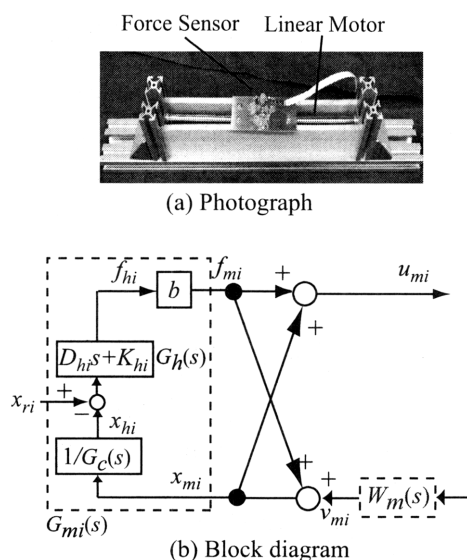 Force Sensor Linear Motor
(a) Photograph
f_hi b f_mi + u_mi
+
D_hi s+K_hi G_h(s)
x_ri + −
x_hi
1/G_c(s) x_mi + +
v_mi W_m(s)
G_mi(s)
(b) Block diagram